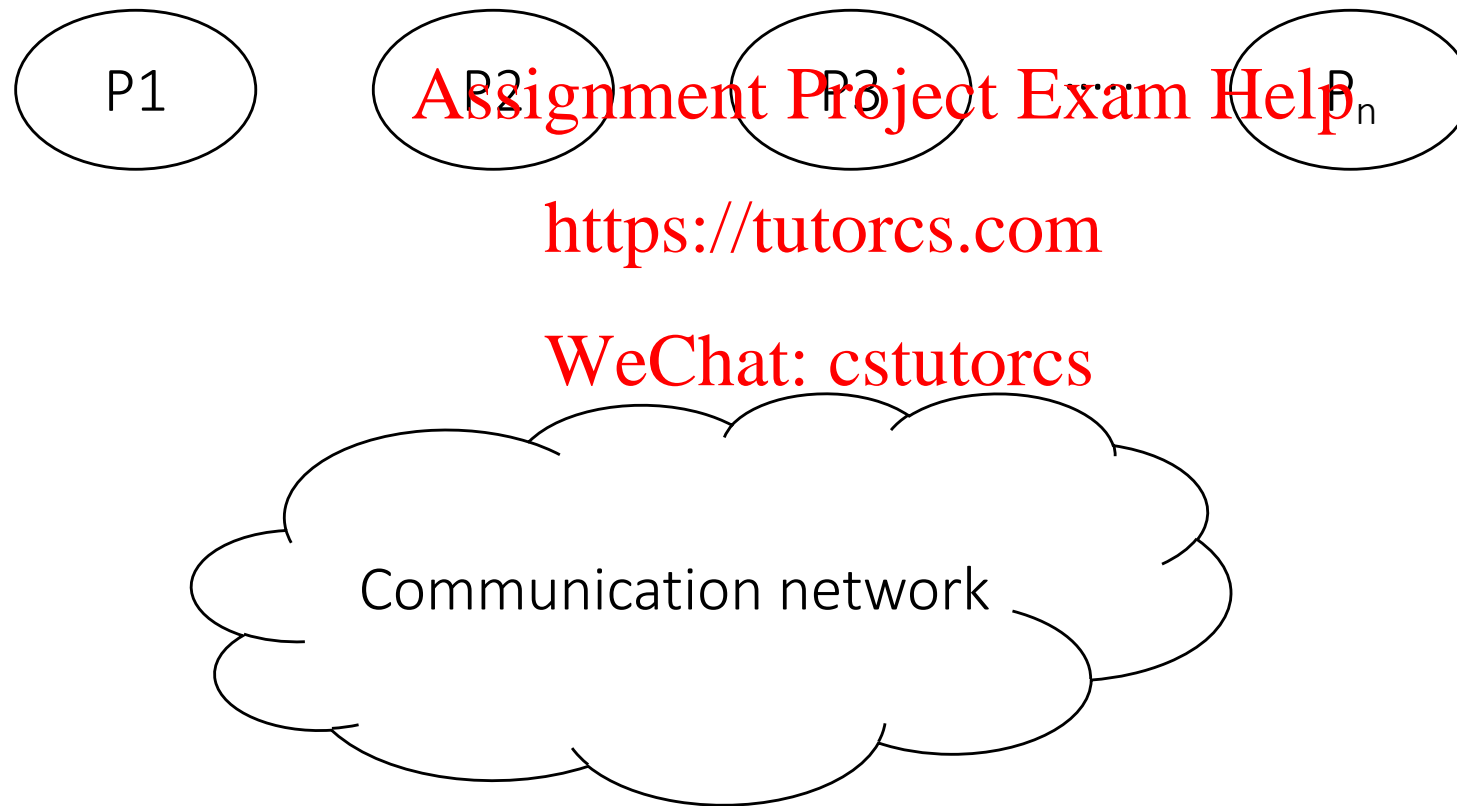 P1 P2 P3 ...... Pn
Assignment Project Exam Help
https://tutorcs.com
WeChat: cstutorcs
Communication network